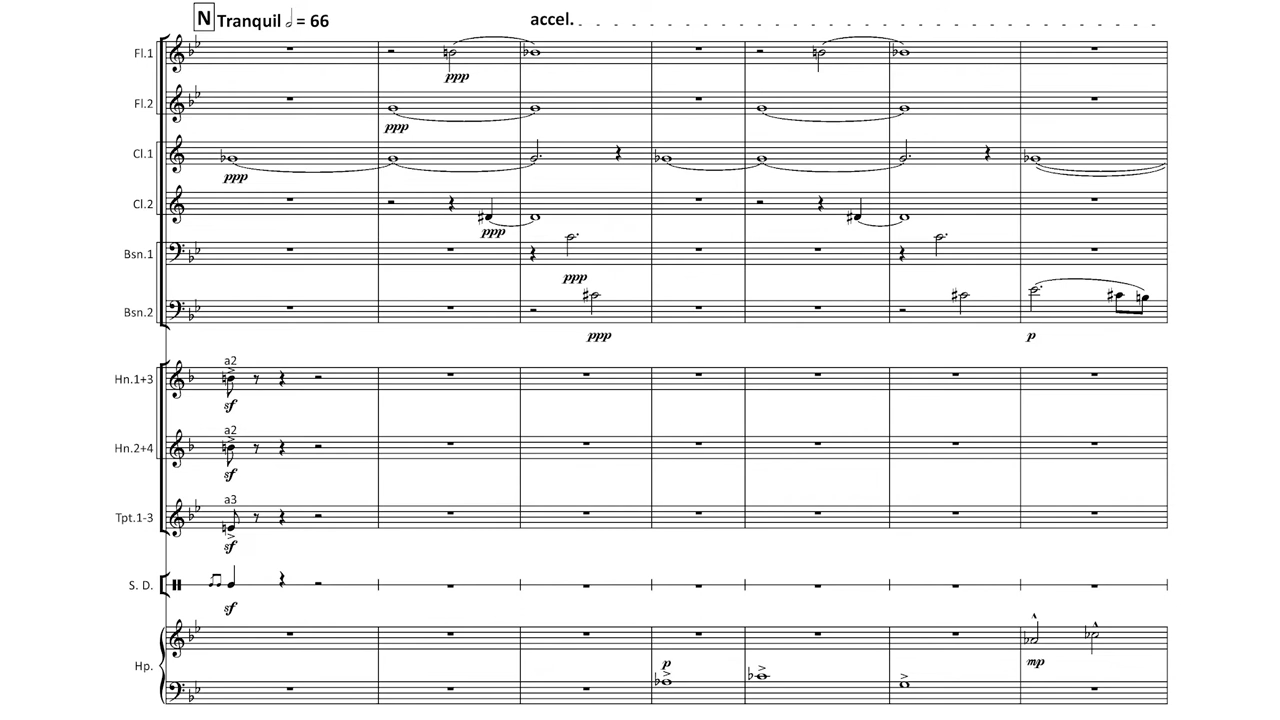 N Tranquil 𝅗𝅥 = 66 accel.
Fl.1
ppp
Fl.2
ppp
Cl.1
ppp
Cl.2
ppp
Bsn.1
ppp
Bsn.2
ppp p
a2
Hn.1+3
sf
a2
Hn.2+4
sf
a3
Tpt.1-3
sf
S. D.
sf
mp
Hp.
p